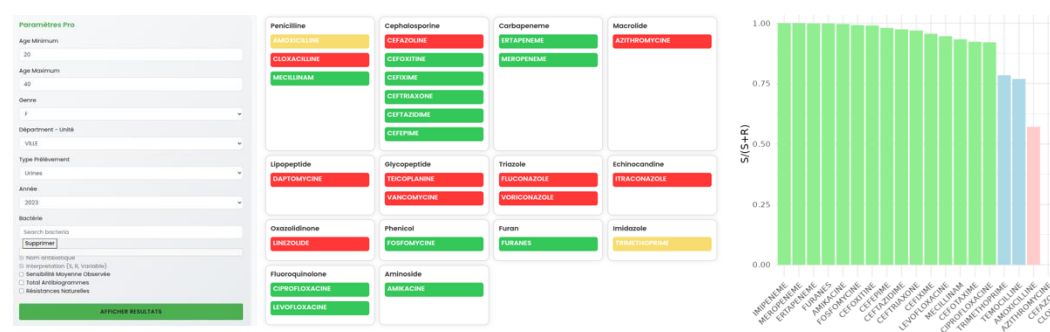 Paramètres Pro
Age Minimum
20
Age Maximum
40
Genre
F
Départment - Unité
VILLE
Type Prélèvement
Urines
Année
2023
Bactérie
Search bacteria
Supprimer
Nom antibiotique
Interpretation (S, R, Variable)
Sensibilité Moyenne Observée
Total Antibiogrammes
Résistances Naturelles
AFFICHER RESULTATS
Penicilline
AMOXICILLINE
CLOXACILLINE
MECILLINAM
Cephalosporine
CEFAZOLINE
CEFOXITINE
CEFIXIME
CEFTRIAXONE
CEFTAZIDIME
CEFEPIME
Carbapeneme
ERTAPENEME
MEROPENEME
Macrolide
AZITHROMYCINE
Lipopeptide
DAPTOMYCINE
Glycopeptide
TEICOPLANINE
VANCOMYCINE
Triazole
FLUCONAZOLE
VORICONAZOLE
Echinocandine
ITRACONAZOLE
Oxazolidinone
LINEZOLIDE
Phenicol
FOSFOMYCINE
Furan
FURANES
Imidazole
TRIMETHOPRIME
Fluoroquinolone
CIPROFLOXACINE
LEVOFLOXACINE
Aminoside
AMIKACINE
S/(S+R)
1.00
0.75
0.50
0.25
0.00
IMIPENEME
MEROPENEME
ERTAPENEME
FURANES
AMIKACINE
FOSFOMYCINE
CEFOXITINE
CEFEPIME
CEFTAZIDIME
CEFTRIAXONE
CEFIXIME
LEVOFLOXACINE
MECILLINAM
CEFOTAXIME
CIPROFLOXACINE
TRIMETHOPRIME
TEMOCILLINE
AMOXICILLINE
AZITHROMYCINE
CEFAZO
CLO